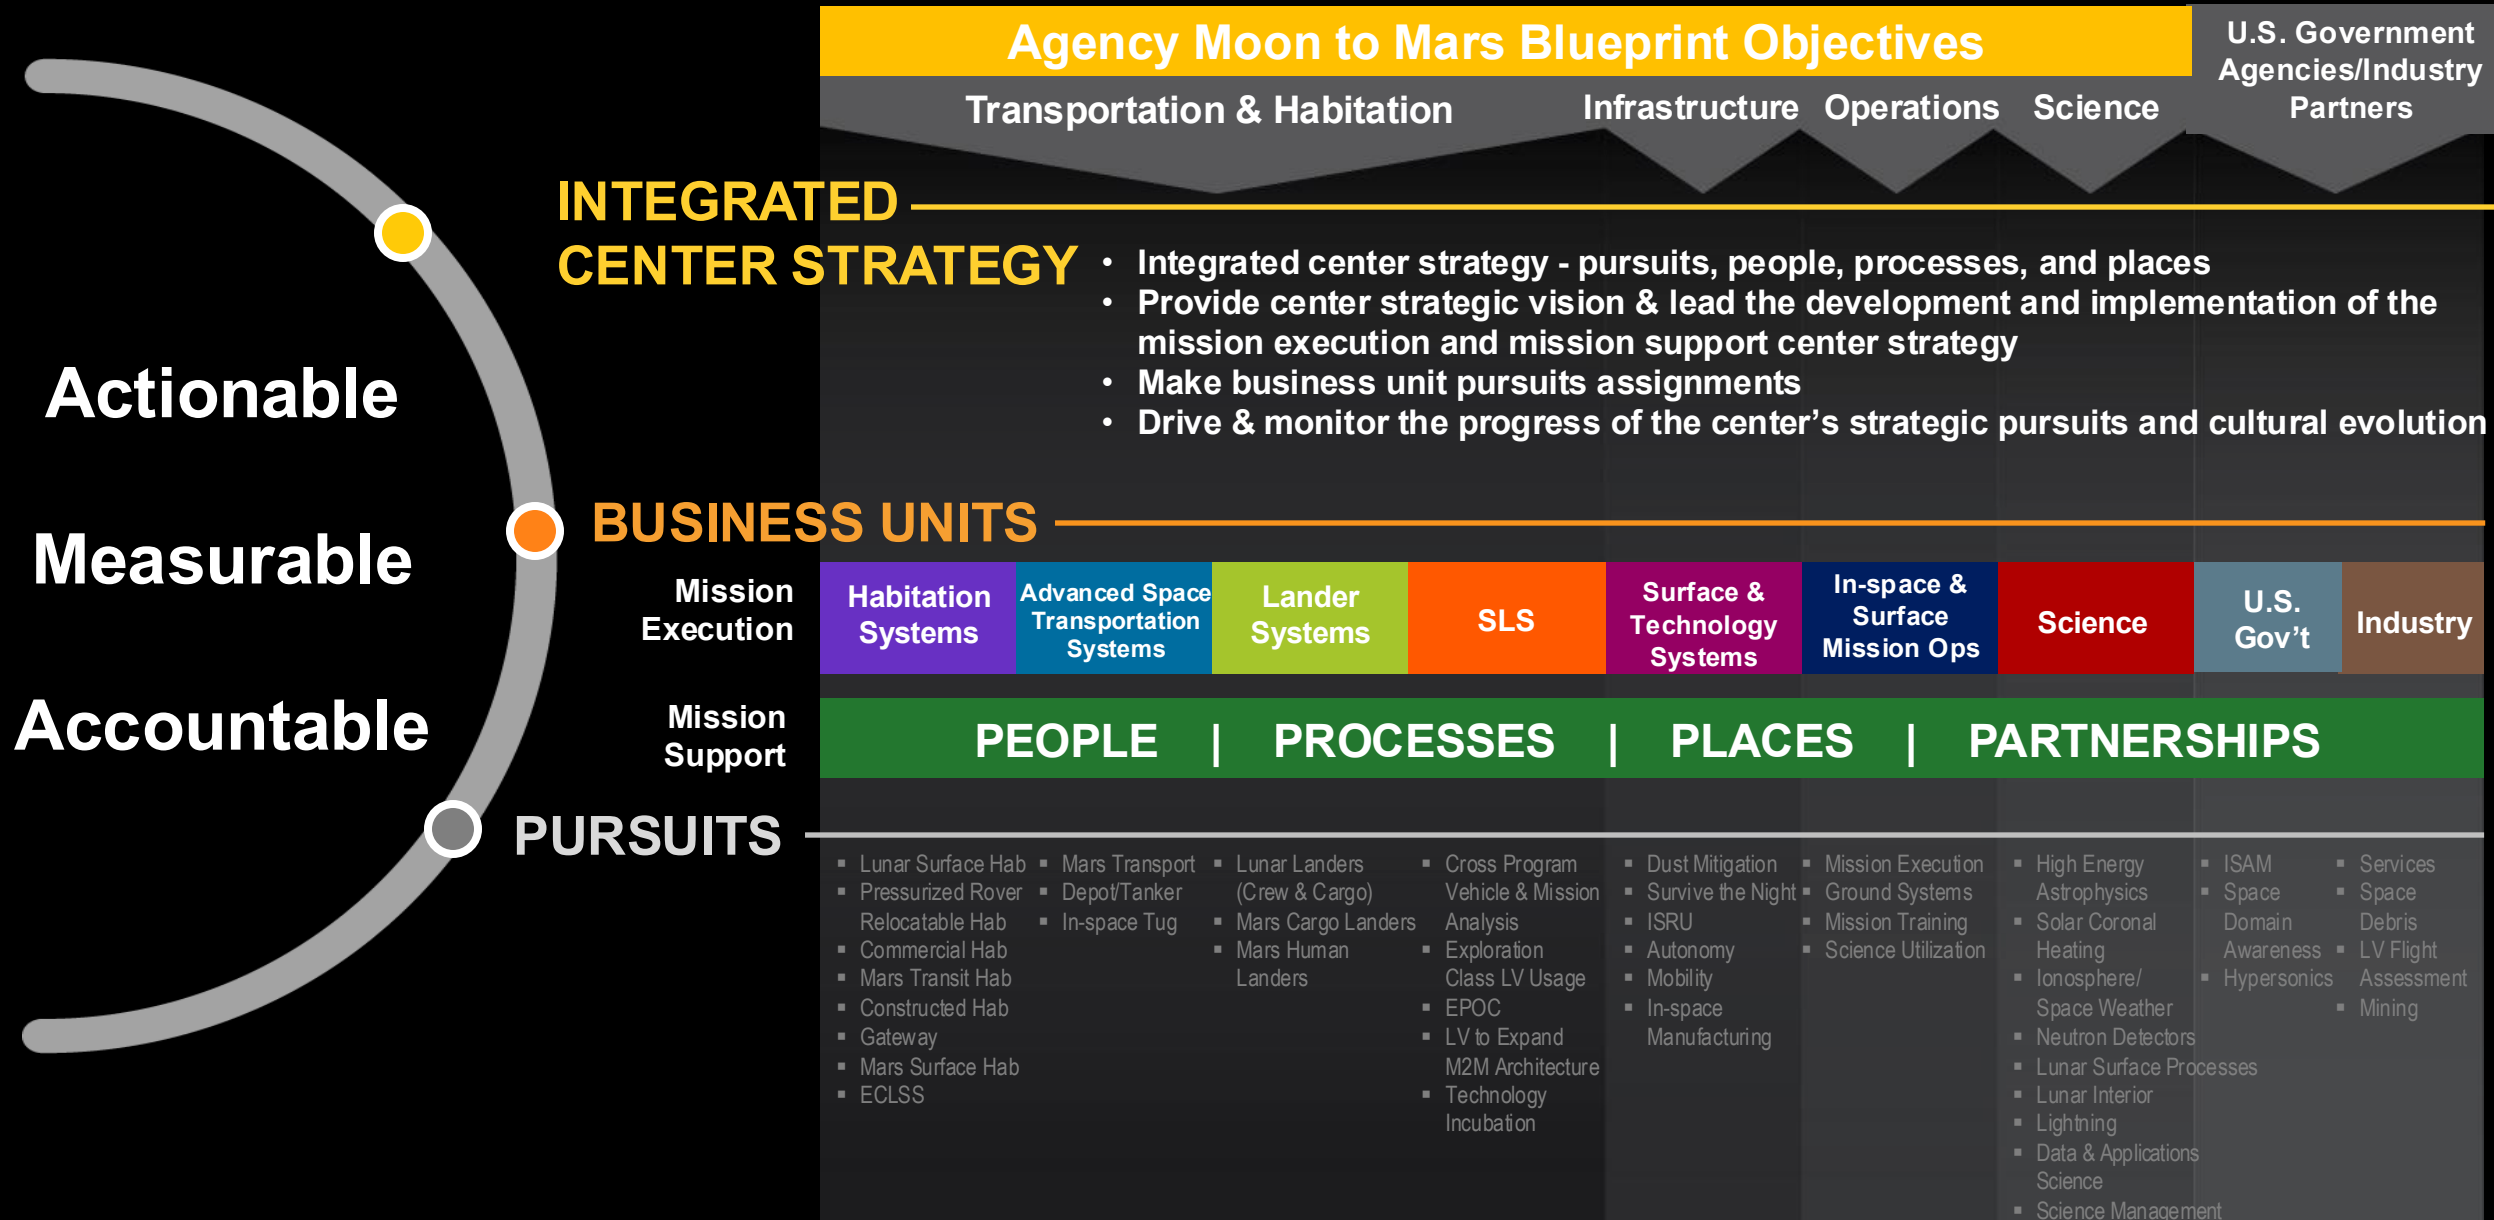 Agency Moon to Mars Blueprint Objectives
U.S. Government
Agencies/Industry
Partners
Transportation & Habitation
Infrastructure
Operations
Science
INTEGRATED
CENTER STRATEGY
• Integrated center strategy - pursuits, people, processes, and places
• Provide center strategic vision & lead the development and implementation of the
mission execution and mission support center strategy
• Make business unit pursuits assignments
• Drive & monitor the progress of the center's strategic pursuits and cultural evolution
Actionable
Measurable
Accountable
BUSINESS UNITS
Mission
Execution
Habitation
Systems
Advanced Space
Transportation
Systems
Lander
Systems
SLS
Surface &
Technology
Systems
In-space &
Surface
Mission Ops
Science
U.S.
Gov't
Industry
Mission
Support
PEOPLE | PROCESSES | PLACES | PARTNERSHIPS
PURSUITS
▪ Lunar Surface Hab
▪ Pressurized Rover
Relocatable Hab
▪ Commercial Hab
▪ Mars Transit Hab
▪ Constructed Hab
▪ Gateway
▪ Mars Surface Hab
▪ ECLSS
▪ Mars Transport
▪ Depot/Tanker
▪ In-space Tug
▪ Lunar Landers
(Crew & Cargo)
▪ Mars Cargo Landers
▪ Mars Human
Landers
▪ Cross Program
Vehicle & Mission
Analysis
▪ Exploration
Class LV Usage
▪ EPOC
▪ LV to Expand
M2M Architecture
▪ Technology
Incubation
▪ Dust Mitigation
▪ Survive the Night
▪ ISRU
▪ Autonomy
▪ Mobility
▪ In-space
Manufacturing
▪ Mission Execution
▪ Ground Systems
▪ Mission Training
▪ Science Utilization
▪ High Energy
Astrophysics
▪ Solar Coronal
Heating
▪ Ionosphere/
Space Weather
▪ Neutron Detectors
▪ Lunar Surface Processes
▪ Lunar Interior
▪ Lightning
▪ Data & Applications
Science
▪ Science Management
▪ ISAM
▪ Space
Domain
Awareness
▪ Hypersonics
▪ Services
▪ Space
Debris
▪ LV Flight
Assessment
▪ Mining